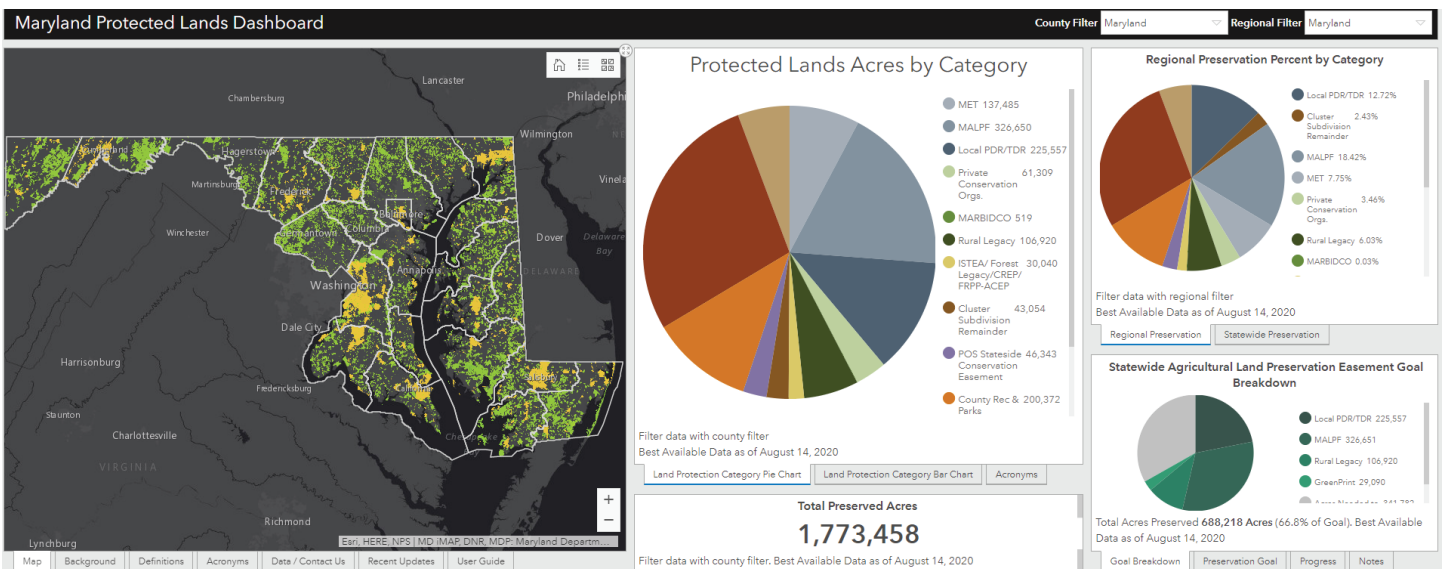 Maryland Protected Lands Dashboard
County Filter Maryland
Regional Filter Maryland
Lancaster
Chambersburg
Philadelphi
Wilmington
Hagerstown
Martinsburg
Frederick
Vinela
Baltimore
Winchester
Germantown
Columbia
Dover
Delaware
Bay
Annapolis
DELAWARE
Washington
Dale City
Harrisonburg
Fredericksburg
Salisbury
California
Staunton
Charlottesville
Chesapeake
VIRGINIA
Richmond
Lynchburg
+
−
Esri, HERE, NPS | MD iMAP, DNR, MDP: Maryland Departm...
Map
Background
Definitions
Acronyms
Data / Contact Us
Recent Updates
User Guide
Protected Lands Acres by Category
MET 137,485
MALPF 326,650
Local PDR/TDR 225,557
Private 61,309
Conservation
Orgs.
MARBIDCO 519
Rural Legacy 106,920
ISTEA/ Forest 30,040
Legacy/CREP/
FRPP-ACEP
Cluster 43,054
Subdivision
Remainder
POS Stateside 46,343
Conservation
Easement
County Rec & 200,372
Parks
Filter data with county filter
Best Available Data as of August 14, 2020
Land Protection Category Pie Chart
Land Protection Category Bar Chart
Acronyms
Total Preserved Acres
1,773,458
Filter data with county filter. Best Available Data as of August 14, 2020
Regional Preservation Percent by Category
Local PDR/TDR 12.72%
Cluster 2.43%
Subdivision
Remainder
MALPF 18.42%
MET 7.75%
Private 3.46%
Conservation
Orgs.
Rural Legacy 6.03%
MARBIDCO 0.03%
Filter data with regional filter
Best Available Data as of August 14, 2020
Regional Preservation
Statewide Preservation
Statewide Agricultural Land Preservation Easement Goal
Breakdown
Local PDR/TDR 225,557
MALPF 326,651
Rural Legacy 106,920
GreenPrint 29,090
Acres Needed to 341,782
Total Acres Preserved 688,218 Acres (66.8% of Goal). Best Available
Data as of August 14, 2020
Goal Breakdown
Preservation Goal
Progress
Notes